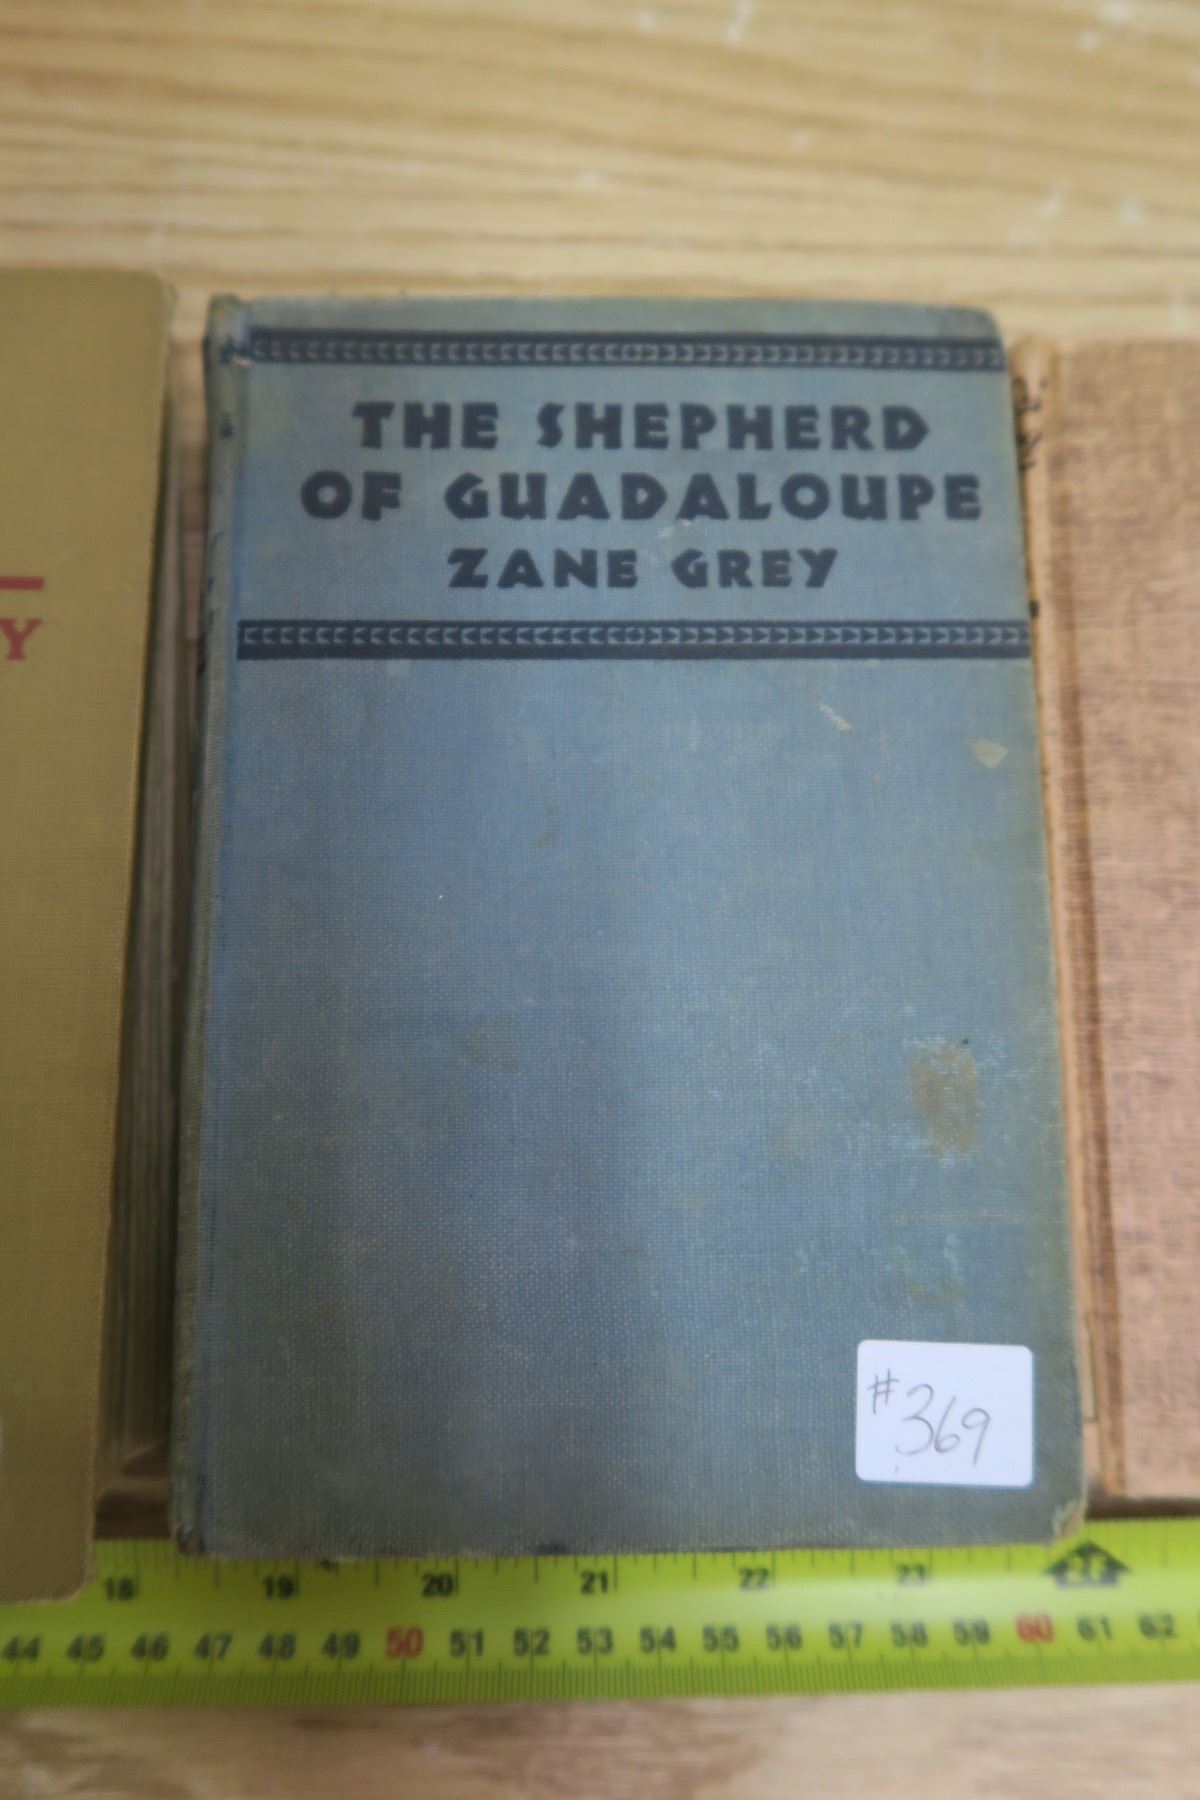 THE SHEPHERD
OF GUADALOUPE
ZANE GREY
Y
#369
18 19 20 21 22 23 2F
44 45 46 47 48 49 50 51 52 53 54 55 56 57 58 59 60 61 62